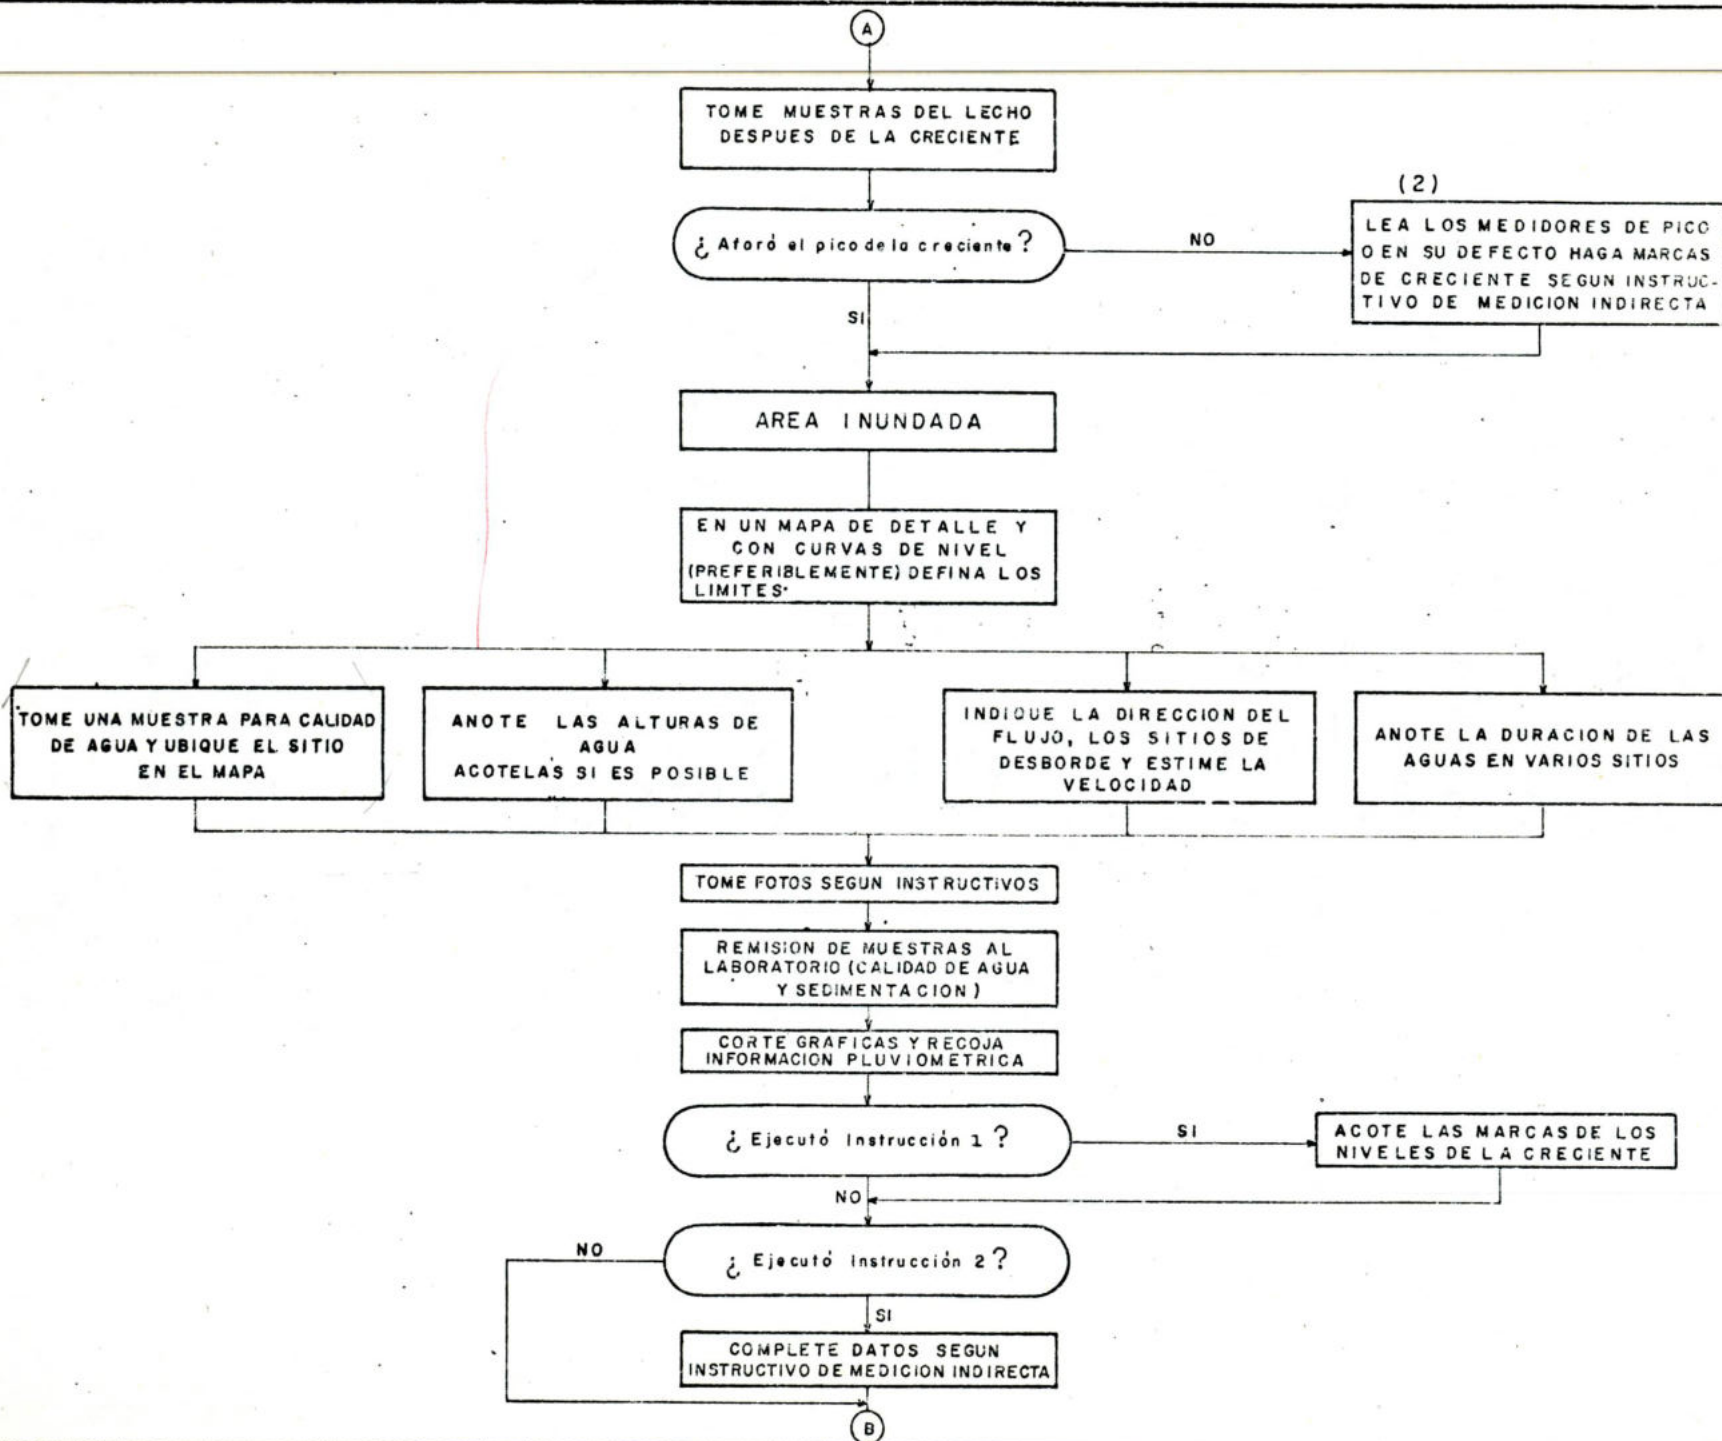 A
TOME MUESTRAS DEL LECHO
DESPUES DE LA CRECIENTE
¿ Aforó el pico de la creciente ?
NO
(2)
LEA LOS MEDIDORES DE PICO
O EN SU DEFECTO HAGA MARCAS
DE CRECIENTE SEGUN INSTRUC-
TIVO DE MEDICION INDIRECTA
SI
AREA INUNDADA
EN UN MAPA DE DETALLE Y
CON CURVAS DE NIVEL
(PREFERIBLEMENTE) DEFINA LOS
LIMITES.
TOME UNA MUESTRA PARA CALIDAD
DE AGUA Y UBIQUE EL SITIO
EN EL MAPA
ANOTE LAS ALTURAS DE
AGUA
ACOTELAS SI ES POSIBLE
INDIQUE LA DIRECCION DEL
FLUJO, LOS SITIOS DE
DESBORDE Y ESTIME LA
VELOCIDAD
ANOTE LA DURACION DE LAS
AGUAS EN VARIOS SITIOS
TOME FOTOS SEGUN INSTRUCTIVOS
REMISION DE MUESTRAS AL
LABORATORIO (CALIDAD DE AGUA
Y SEDIMENTACION)
CORTE GRAFICAS Y RECOJA
INFORMACION PLUVIOMETRICA
¿ Ejecutó Instrucción 1 ?
SI
ACOTE LAS MARCAS DE LOS
NIVELES DE LA CRECIENTE
NO
¿ Ejecutó Instrucción 2 ?
NO
SI
COMPLETE DATOS SEGUN
INSTRUCTIVO DE MEDICION INDIRECTA
B